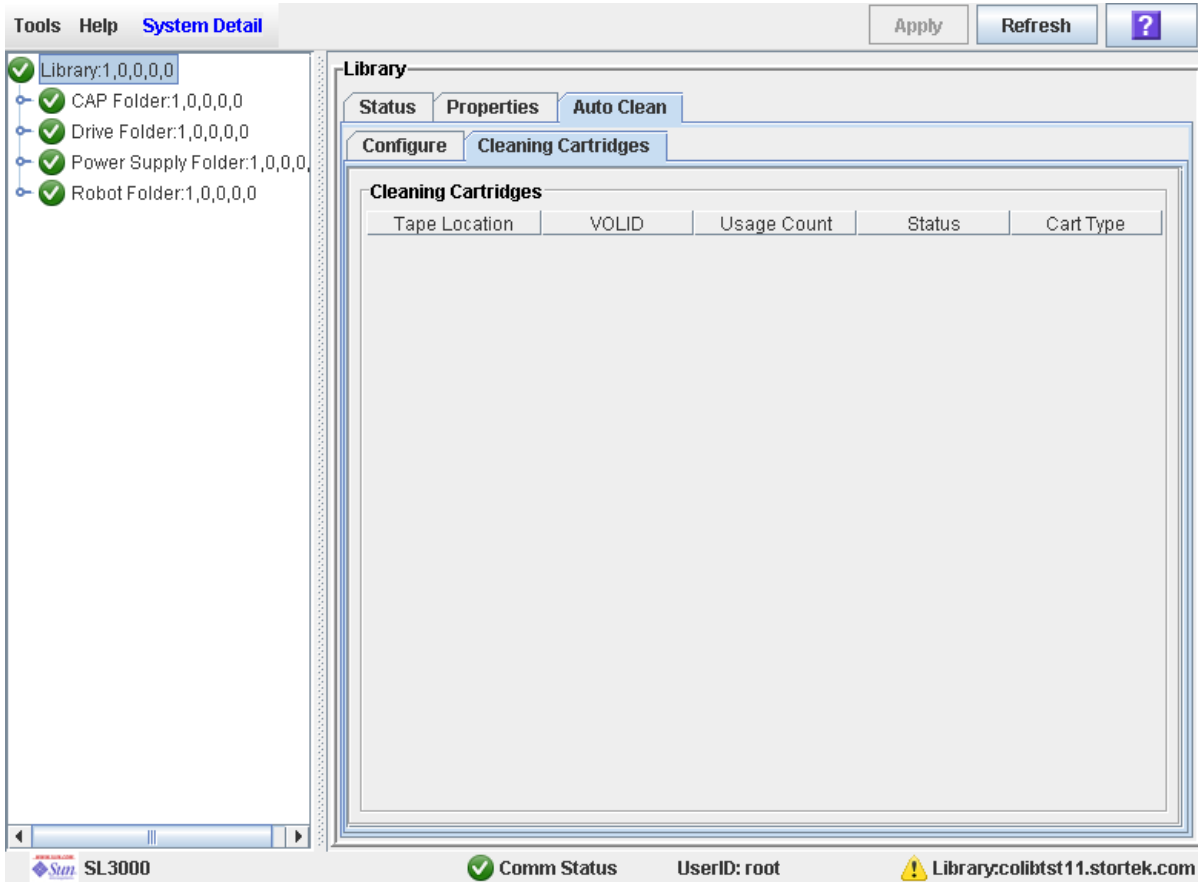 Tools Help System Detail Apply Refresh ?
Library:1,0,0,0,0
CAP Folder:1,0,0,0,0
Drive Folder:1,0,0,0,0
Power Supply Folder:1,0,0,0,
Robot Folder:1,0,0,0,0
Library
Status Properties Auto Clean
Configure Cleaning Cartridges
Cleaning Cartridges
Tape Location VOLID Usage Count Status Cart Type
Sun SL3000 Comm Status UserID: root Library:colibtst11.stortek.com